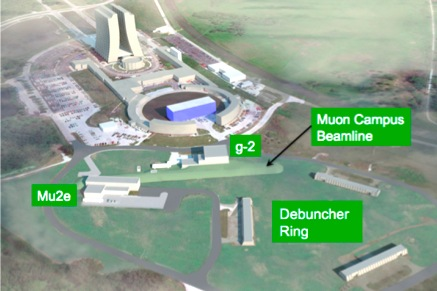 Muon Campus
Beamline
g-2
Mu2e
Debuncher
Ring